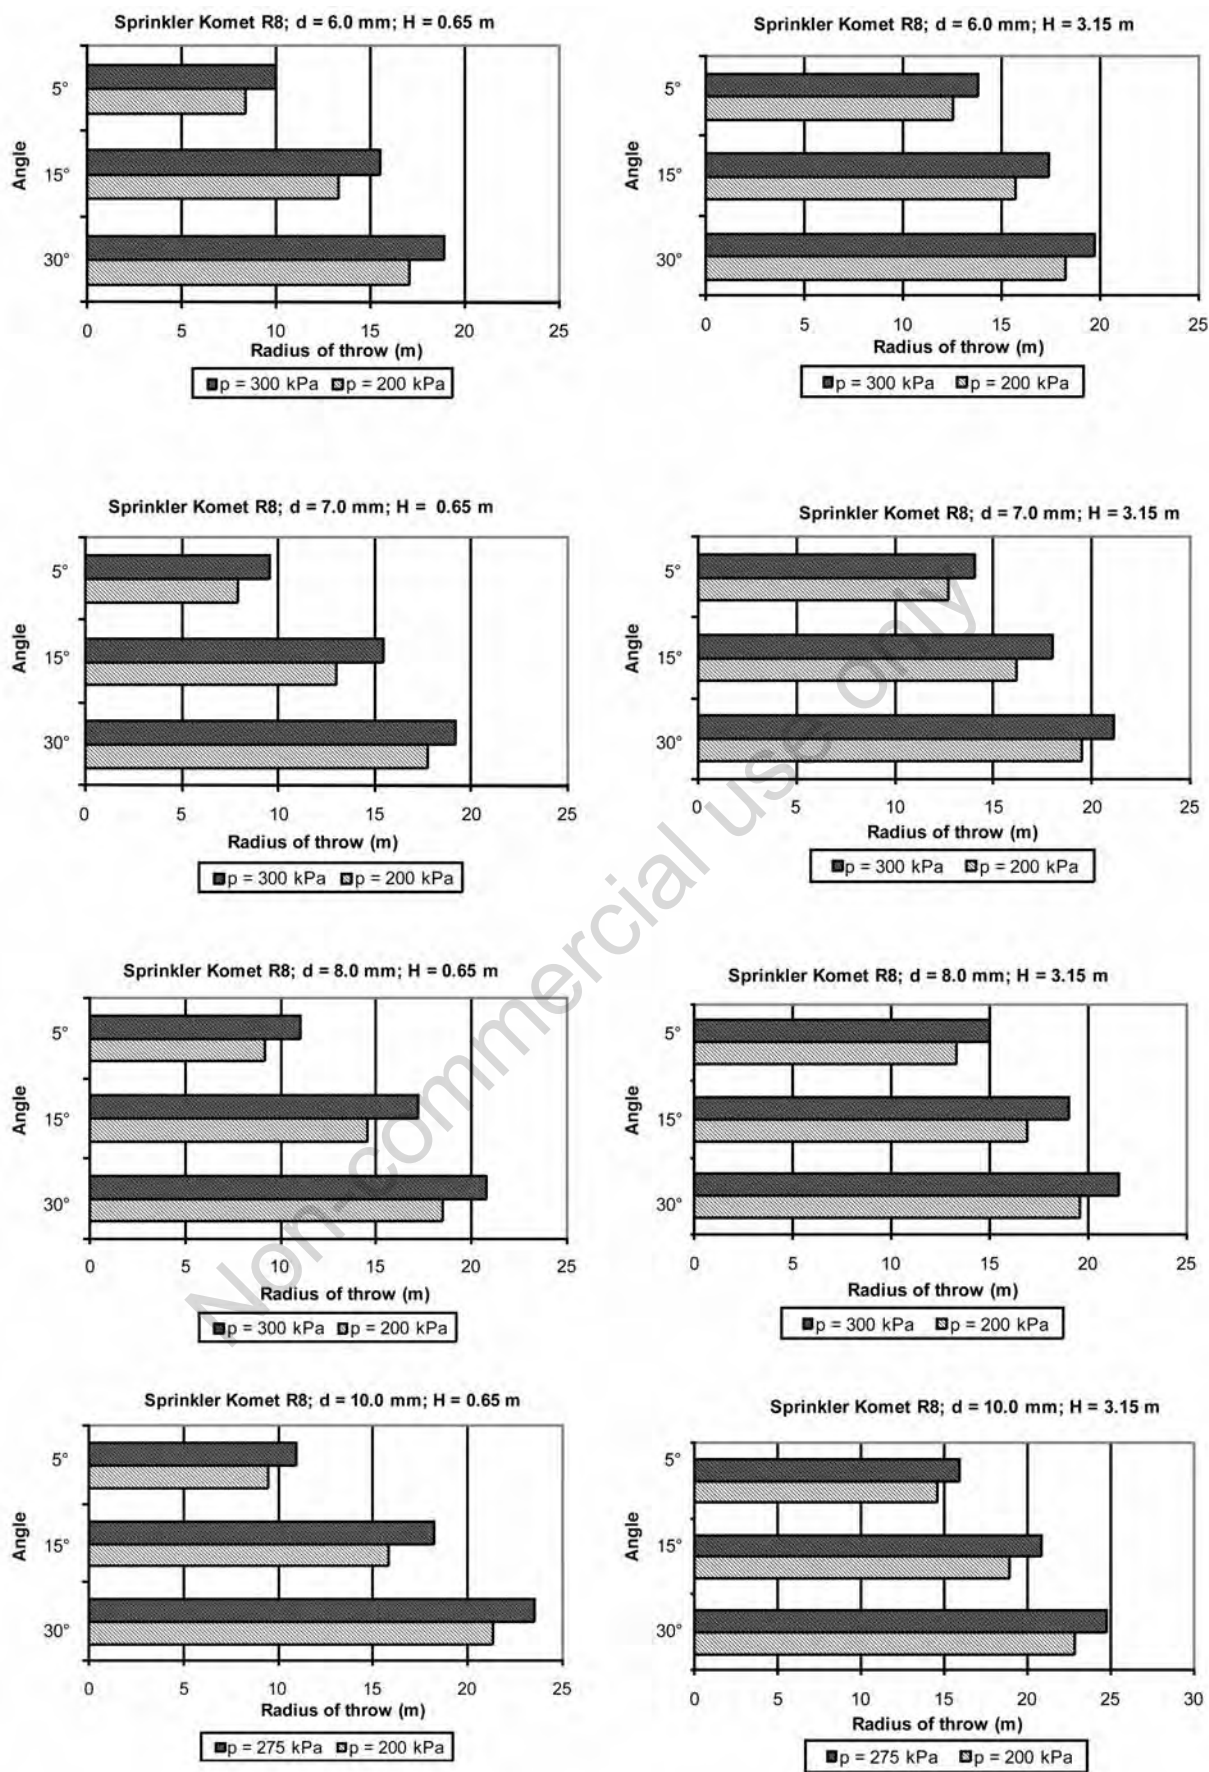 Sprinkler Komet R8; d = 6.0 mm; H = 0.65 m
Angle
5°
15°
30°
0 5 10 15 20 25
Radius of throw (m)
p = 300 kPa p = 200 kPa
Sprinkler Komet R8; d = 6.0 mm; H = 3.15 m
Angle
5°
15°
30°
0 5 10 15 20 25
Radius of throw (m)
p = 300 kPa p = 200 kPa
Sprinkler Komet R8; d = 7.0 mm; H = 0.65 m
Angle
5°
15°
30°
0 5 10 15 20 25
Radius of throw (m)
p = 300 kPa p = 200 kPa
Sprinkler Komet R8; d = 7.0 mm; H = 3.15 m
Angle
5°
15°
30°
0 5 10 15 20 25
Radius of throw (m)
p = 300 kPa p = 200 kPa
Sprinkler Komet R8; d = 8.0 mm; H = 0.65 m
Angle
5°
15°
30°
0 5 10 15 20 25
Radius of throw (m)
p = 300 kPa p = 200 kPa
Sprinkler Komet R8; d = 8.0 mm; H = 3.15 m
Angle
5°
15°
30°
0 5 10 15 20 25
Radius of throw (m)
p = 300 kPa p = 200 kPa
Sprinkler Komet R8; d = 10.0 mm; H = 0.65 m
Angle
5°
15°
30°
0 5 10 15 20 25
Radius of throw (m)
p = 275 kPa p = 200 kPa
Sprinkler Komet R8; d = 10.0 mm; H = 3.15 m
Angle
5°
15°
30°
0 5 10 15 20 25 30
Radius of throw (m)
p = 275 kPa p = 200 kPa
Non-commercial use only